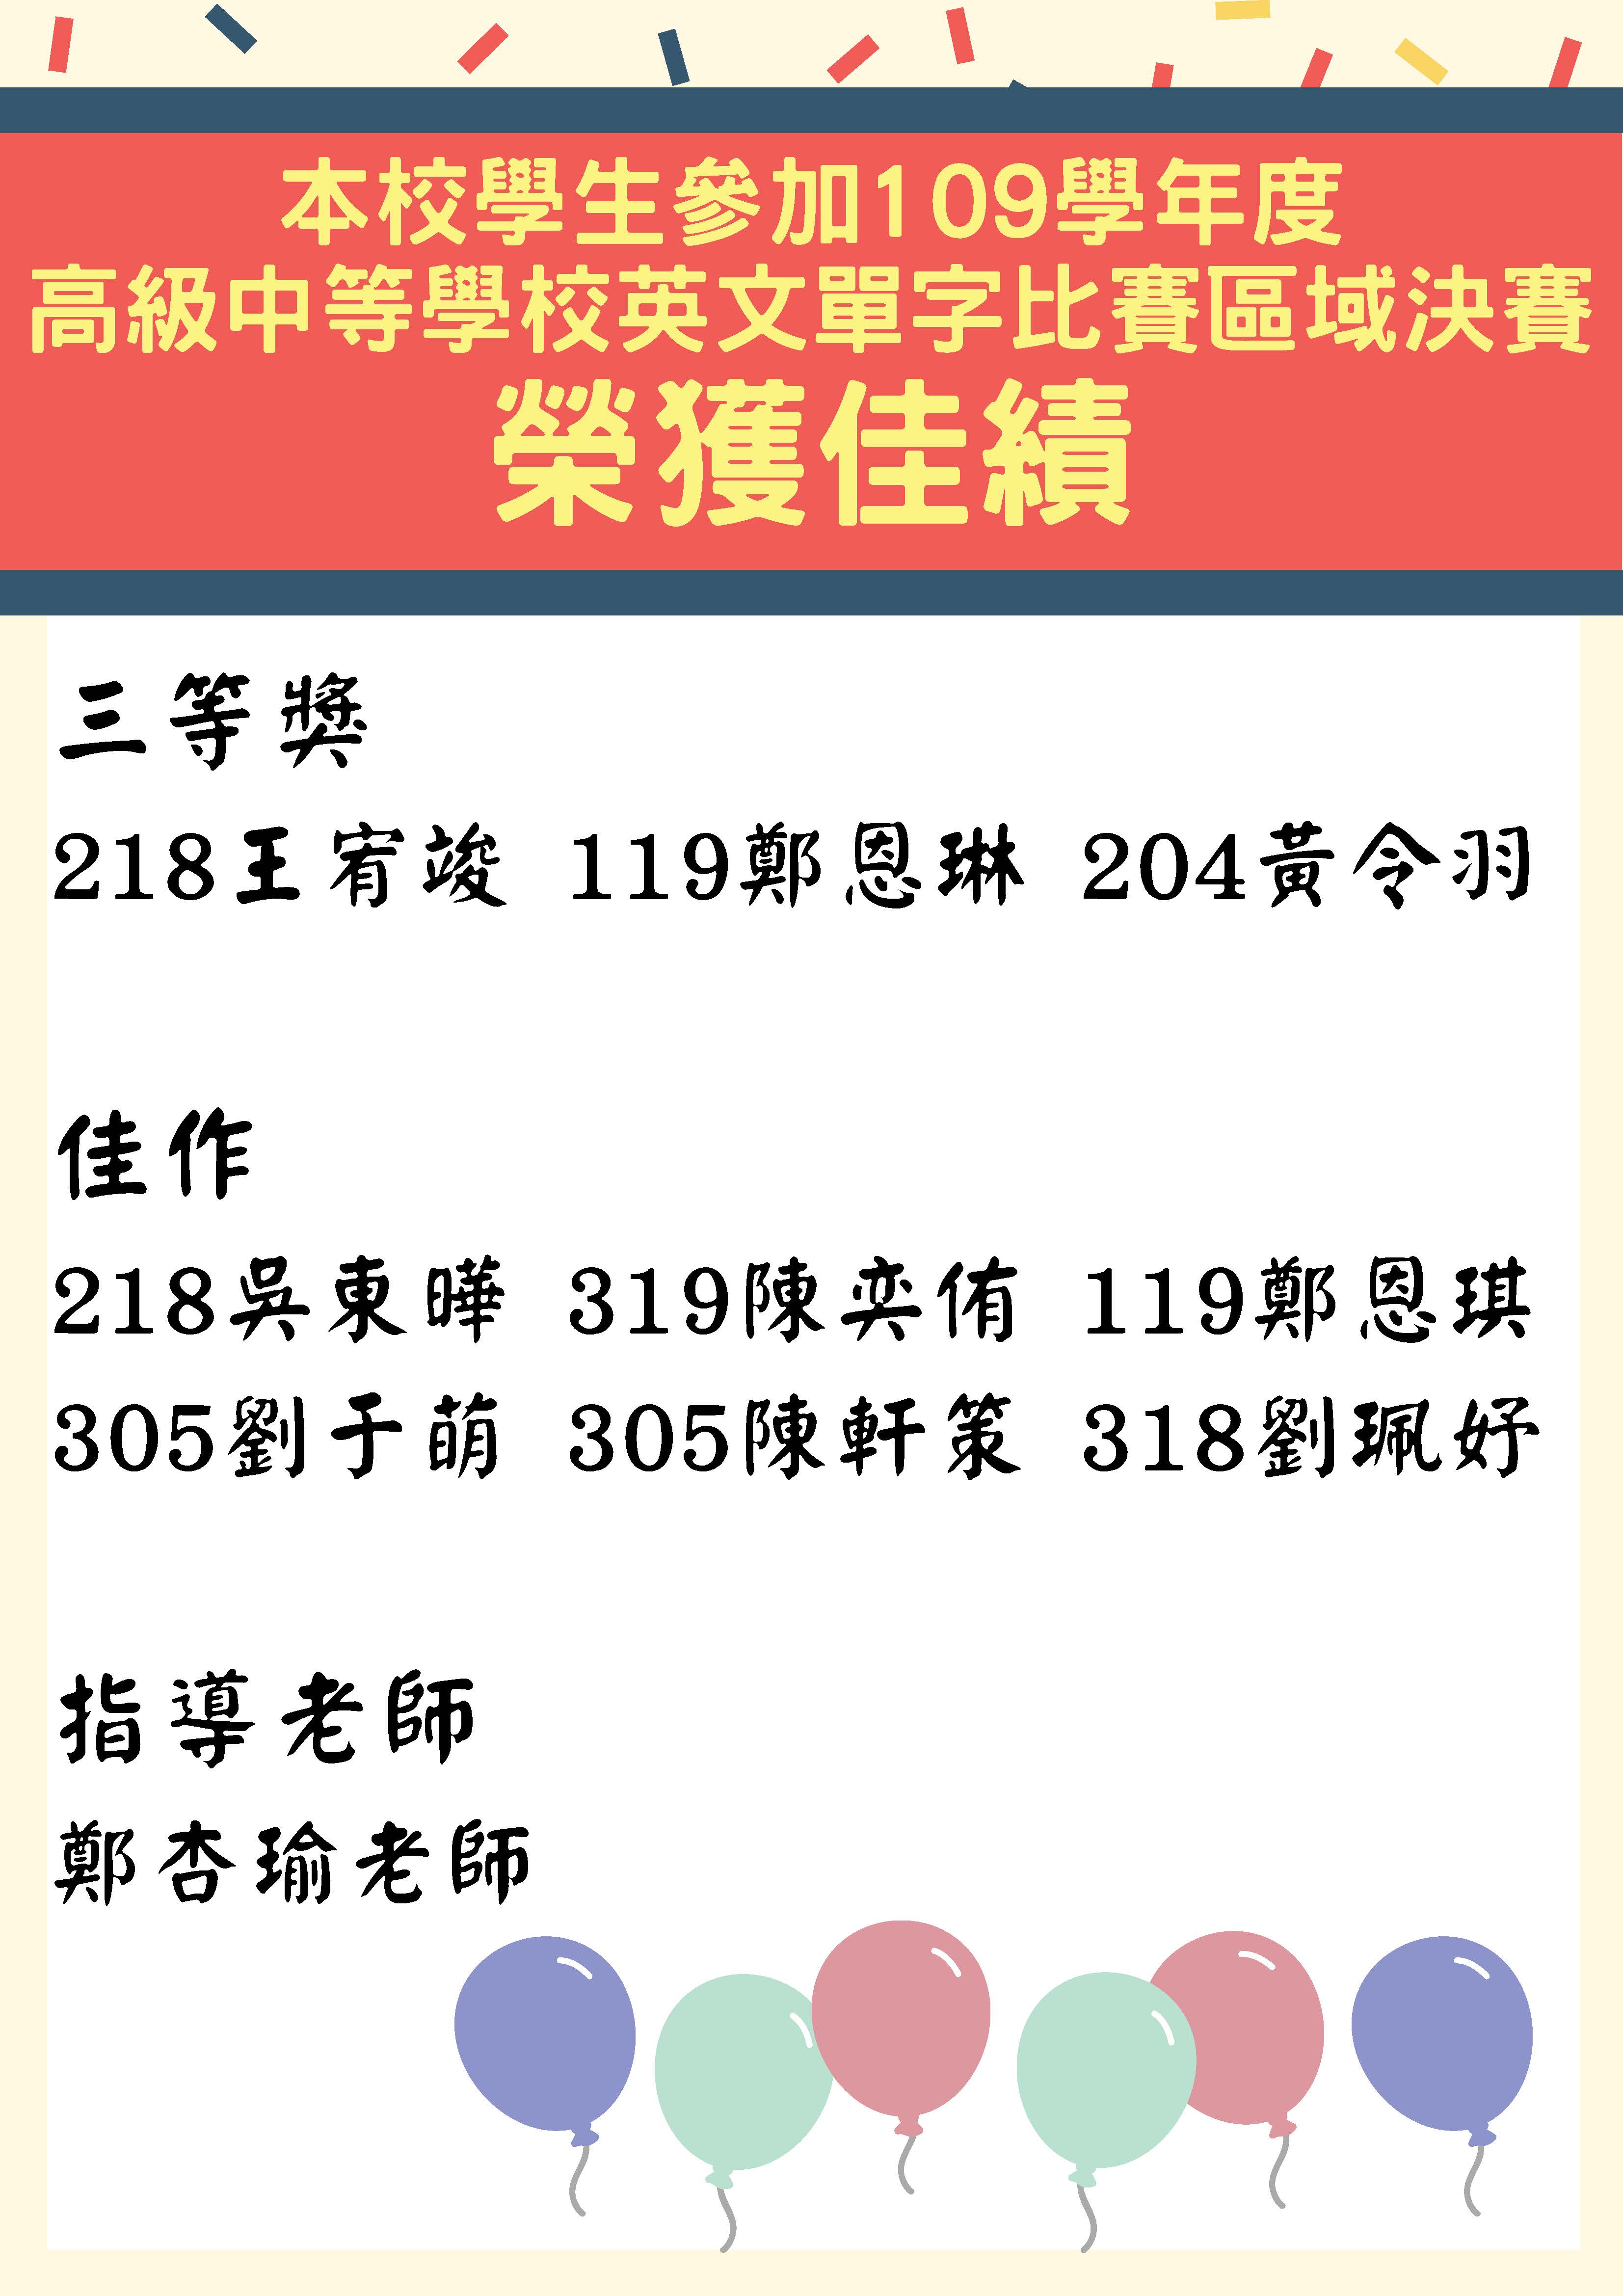 本校學生參加109學年度
高級中等學校英文單字比賽區域決賽
榮獲佳績
三等獎
218王宥竣 119鄭恩琳 204黃令羽
佳作
218吳東曄 319陳奕侑 119鄭恩琪
305劉于萌 305陳軒策 318劉珮妤
指導老師
鄭杏瑜老師